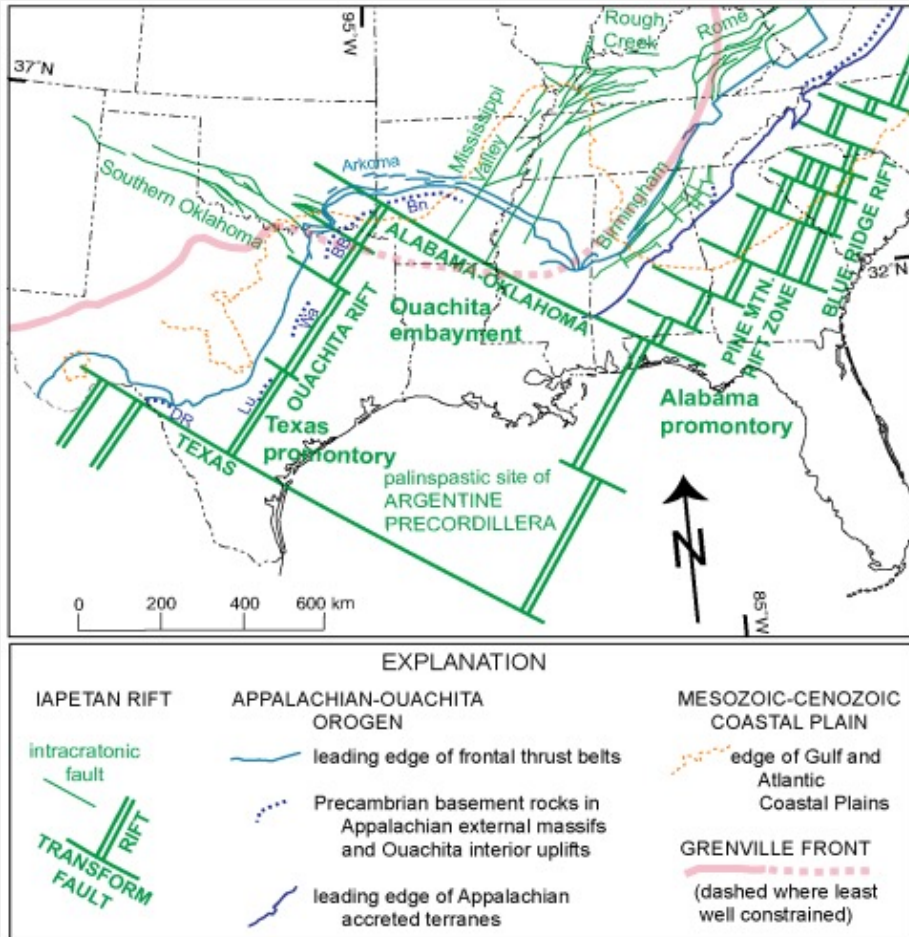 95°W
37°N
Rough
Creek
Rome
Mississippi
Valley
Arkoma
Southern Oklahoma
Bn
BB
Birmingham
ALABAMA-OKLAHOMA
32°N
Ouachita
embayment
OUACHITA RIFT
Wa
Lu
DR
TEXAS
Texas
promontory
PINE MTN.
RIFT ZONE
BLUE RIDGE RIFT
Alabama
promontory
palinspastic site of
ARGENTINE
PRECORDILLERA
N
0 200 400 600 km
85°W
EXPLANATION
IAPETAN RIFT
intracratonic
fault
RIFT
TRANSFORM
FAULT
APPALACHIAN-OUACHITA
OROGEN
leading edge of frontal thrust belts
Precambrian basement rocks in
Appalachian external massifs
and Ouachita interior uplifts
leading edge of Appalachian
accreted terranes
MESOZOIC-CENOZOIC
COASTAL PLAIN
edge of Gulf and
Atlantic
Coastal Plains
GRENVILLE FRONT
(dashed where least
well constrained)